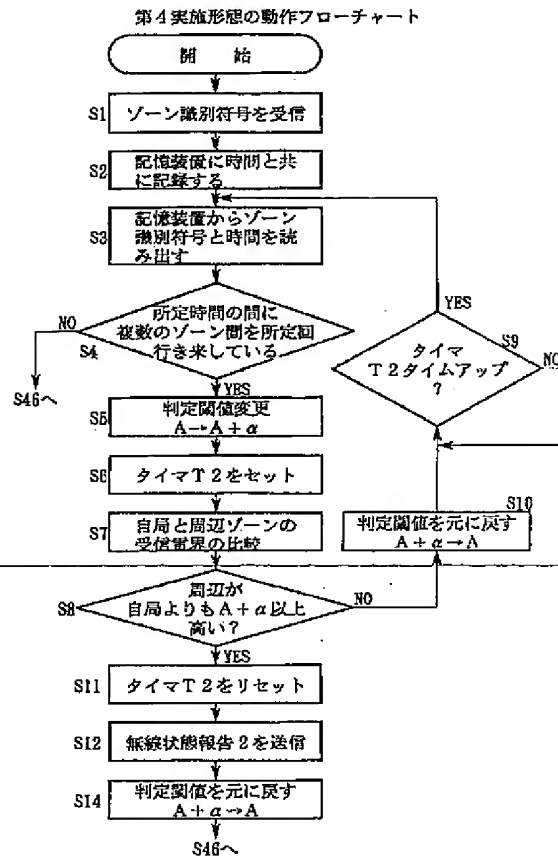 第4実施形態の動作フローチャート
開　始
S1
ゾーン識別符号を受信
S2
記憶装置に時間と共
に記録する
S3
記憶装置からゾーン
識別符号と時間を読
み出す
所定時間の間に
複数のゾーン間を所定回
行き来している
S4
NO
YES
S46へ
S5
判定閾値変更
A→A+α
S6
タイマT2をセット
S7
自局と周辺ゾーンの
受信電界の比較
S8
周辺が
自局よりもA+α以上
高い？
NO
YES
S9
タイマ
T2タイムアップ
？
YES
NO
S10
判定閾値を元に戻す
A+α→A
S11
タイマT2をリセット
S12
無線状態報告2を送信
S14
判定閾値を元に戻す
A+α→A
S46へ